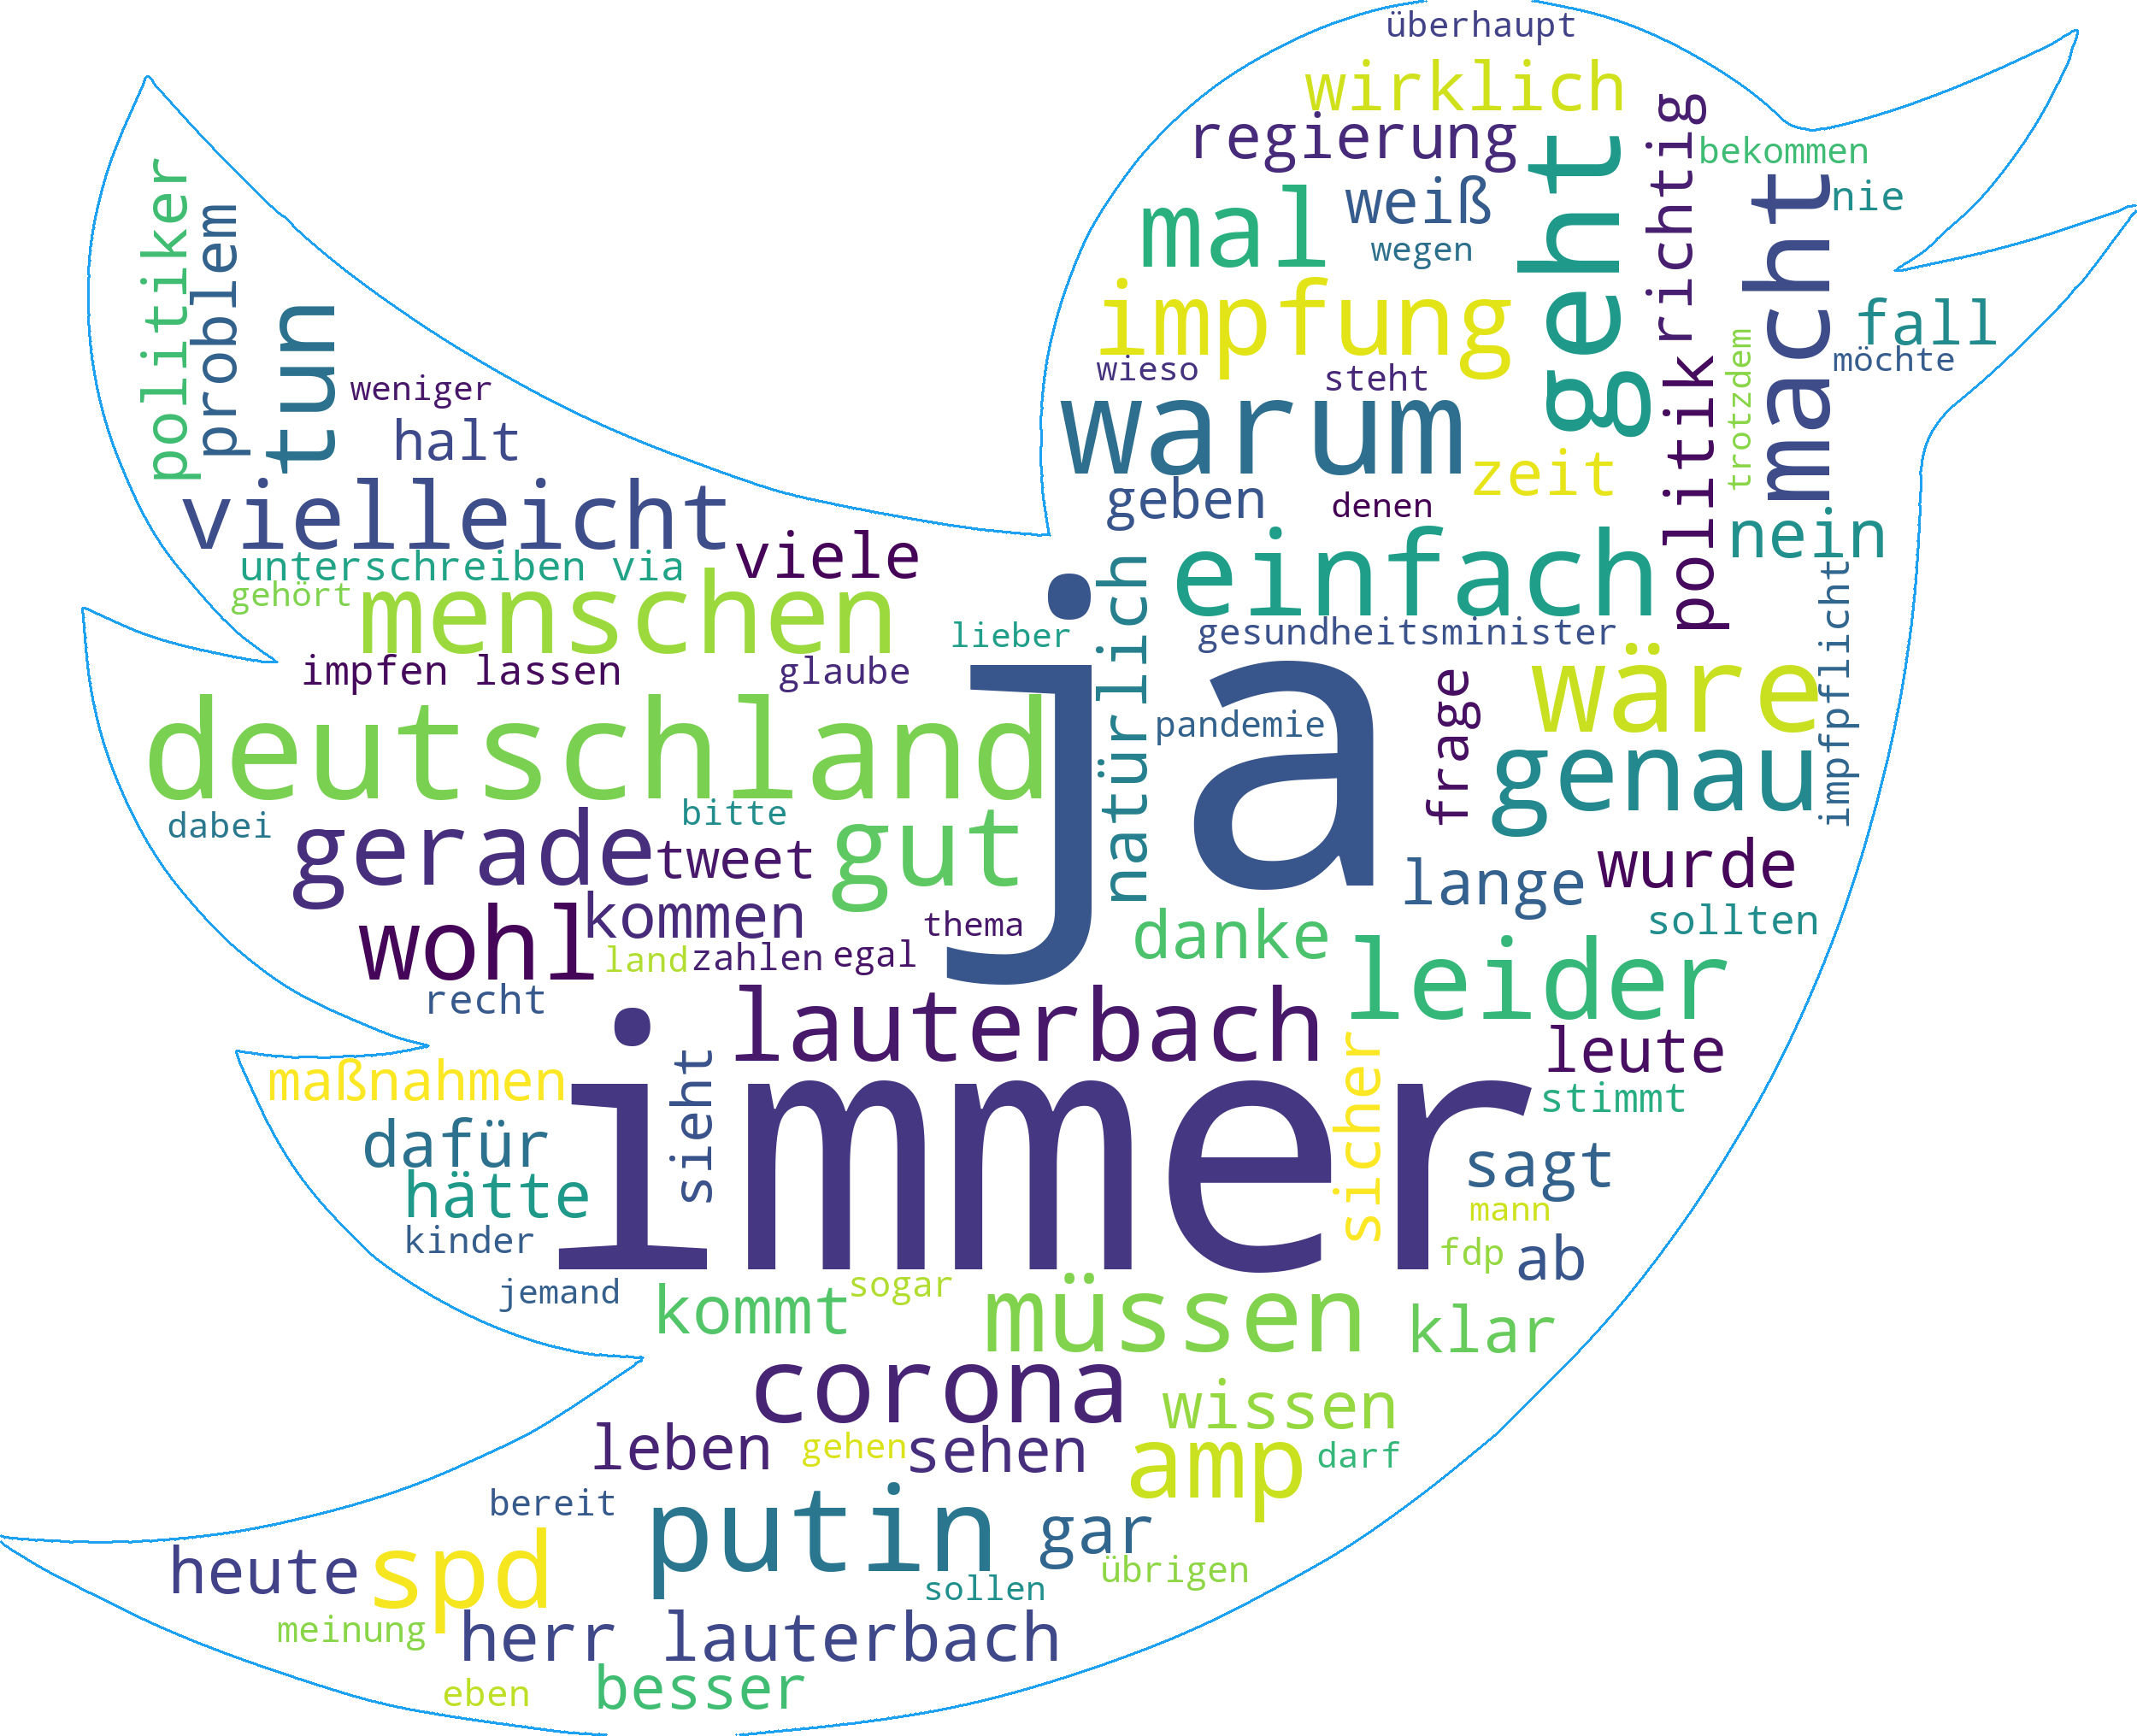 überhaupt
wirklich
regierung
richtig
bekommen
politiker
problem
mal
weiß
geht
macht
nie
wegen
impfung
fall
tun
weniger
wieso
steht
trotzdem
möchte
halt
warum
zeit
politik
vielleicht
geben
denen
viele
nein
unterschreiben via
gehört
menschen
natürlich
einfach
impfpflicht
lieber
gesundheitsminister
impfen lassen
glaube
ja
wäre
deutschland
pandemie
frage
genau
dabei
bitte
gerade
tweet
gut
lange
wurde
kommen
wohl
thema
danke
sollten
land
zahlen
egal
recht
lauterbach
leider
leute
maßnahmen
sieht
immer
sicher
stimmt
dafür
sagt
hätte
mann
kinder
fdp
ab
jemand
kommt
sogar
müssen
klar
corona
wissen
leben
gehen
sehen
amp
darf
bereit
putin
gar
heute
spd
sollen
übrigen
meinung
herr lauterbach
eben
besser